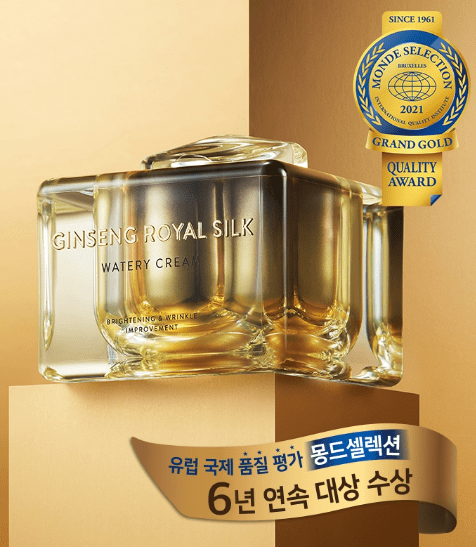 SINCE 1961
MONDE SELECTION
BRUXELLES
INTERNATIONAL QUALITY INSTITUTE
2021
GRAND GOLD
QUALITY
AWARD
GINSENG ROYAL SILK
WATERY CREAM
BRIGHTENING & WRINKLE
IMPROVEMENT
유럽 국제 품질 평가 몽드셀렉션
6년 연속 대상 수상